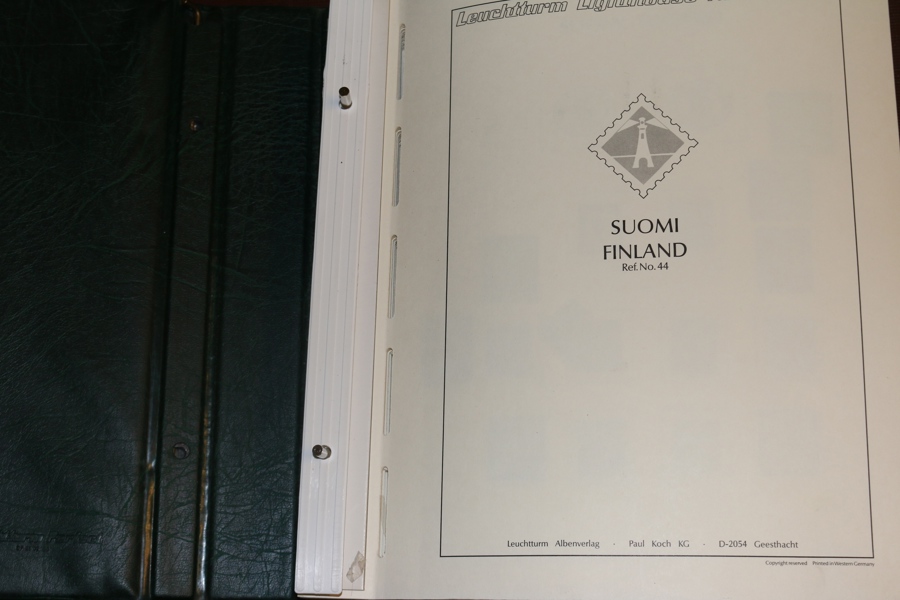 Leuchtturm Lighthouse
SUOMI
FINLAND
Ref. No. 44
Leuchtturm Albenverlag · Paul Koch KG · D-2054 Geesthacht
Copyright reserved Printed in Western Germany